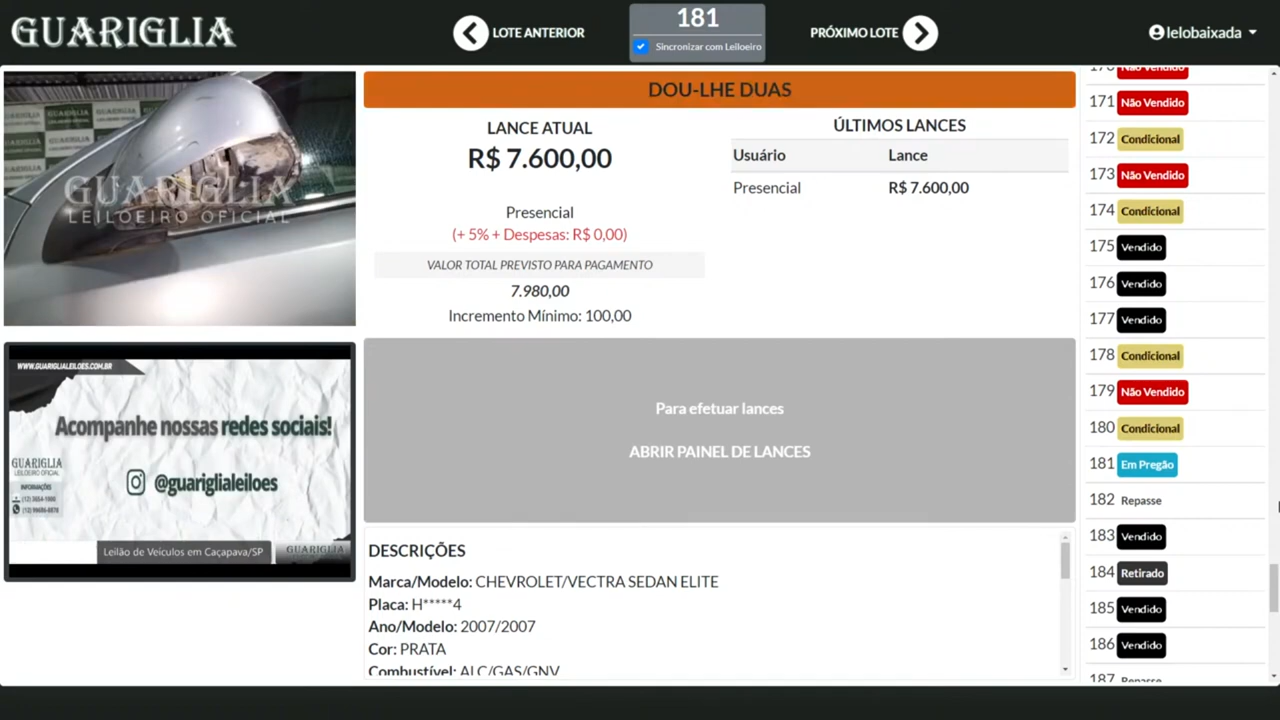 GUARIGLIA
LOTE ANTERIOR
181
Sincronizar com Leiloeiro
PRÓXIMO LOTE
lelobaixada
GUARIGLIA
LEILOEIRO OFICIAL
DOU-LHE DUAS
LANCE ATUAL
R$ 7.600,00
Presencial
(+ 5% + Despesas: R$ 0,00)
VALOR TOTAL PREVISTO PARA PAGAMENTO
7.980,00
Incremento Mínimo: 100,00
ÚLTIMOS LANCES
Usuário Lance
Presencial R$ 7.600,00
WWW.GUARIGLIALEILOES.COM.BR
Acompanhe nossas redes sociais!
@guariglialeiloes
GUARIGLIA
LEILOEIRO OFICIAL
INFORMAÇÕES
Leilão de Veículos em Caçapava/SP
GUARIGLIA
Para efetuar lances
ABRIR PAINEL DE LANCES
DESCRIÇÕES
Marca/Modelo: CHEVROLET/VECTRA SEDAN ELITE
Placa: H*****4
Ano/Modelo: 2007/2007
Cor: PRATA
Combustível: ALC/GAS/GNV
170 Não Vendido
171 Não Vendido
172 Condicional
173 Não Vendido
174 Condicional
175 Vendido
176 Vendido
177 Vendido
178 Condicional
179 Não Vendido
180 Condicional
181 Em Pregão
182 Repasse
183 Vendido
184 Retirado
185 Vendido
186 Vendido
187 Repasse